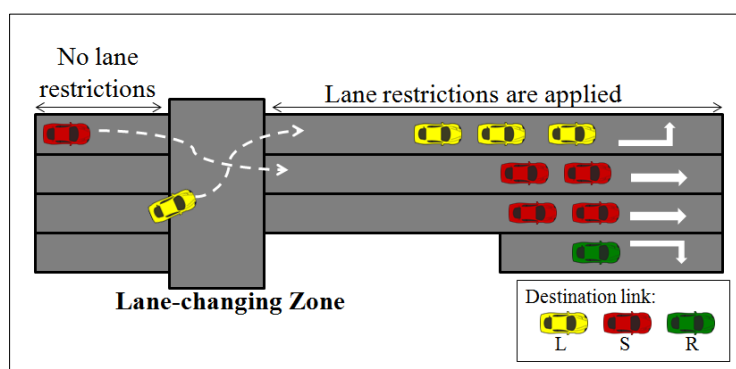 No lane
restrictions
Lane restrictions are applied
Lane-changing Zone
Destination link:
L S R